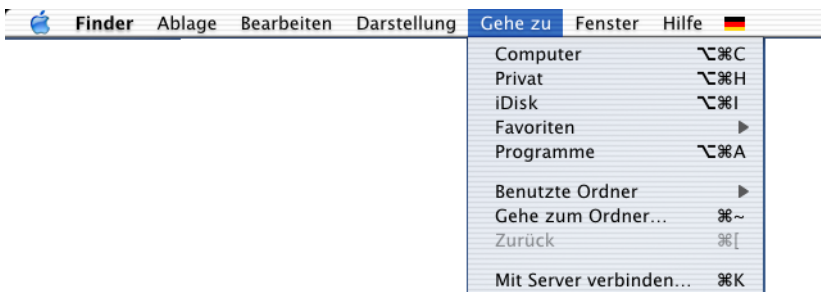 Finder Ablage Bearbeiten Darstellung Gehe zu Fenster Hilfe
Computer ⌥⌘C
Privat ⌥⌘H
iDisk ⌥⌘I
Favoriten
Programme ⌥⌘A
Benutzte Ordner
Gehe zum Ordner... ⌘~
Zurück ⌘[
Mit Server verbinden... ⌘K